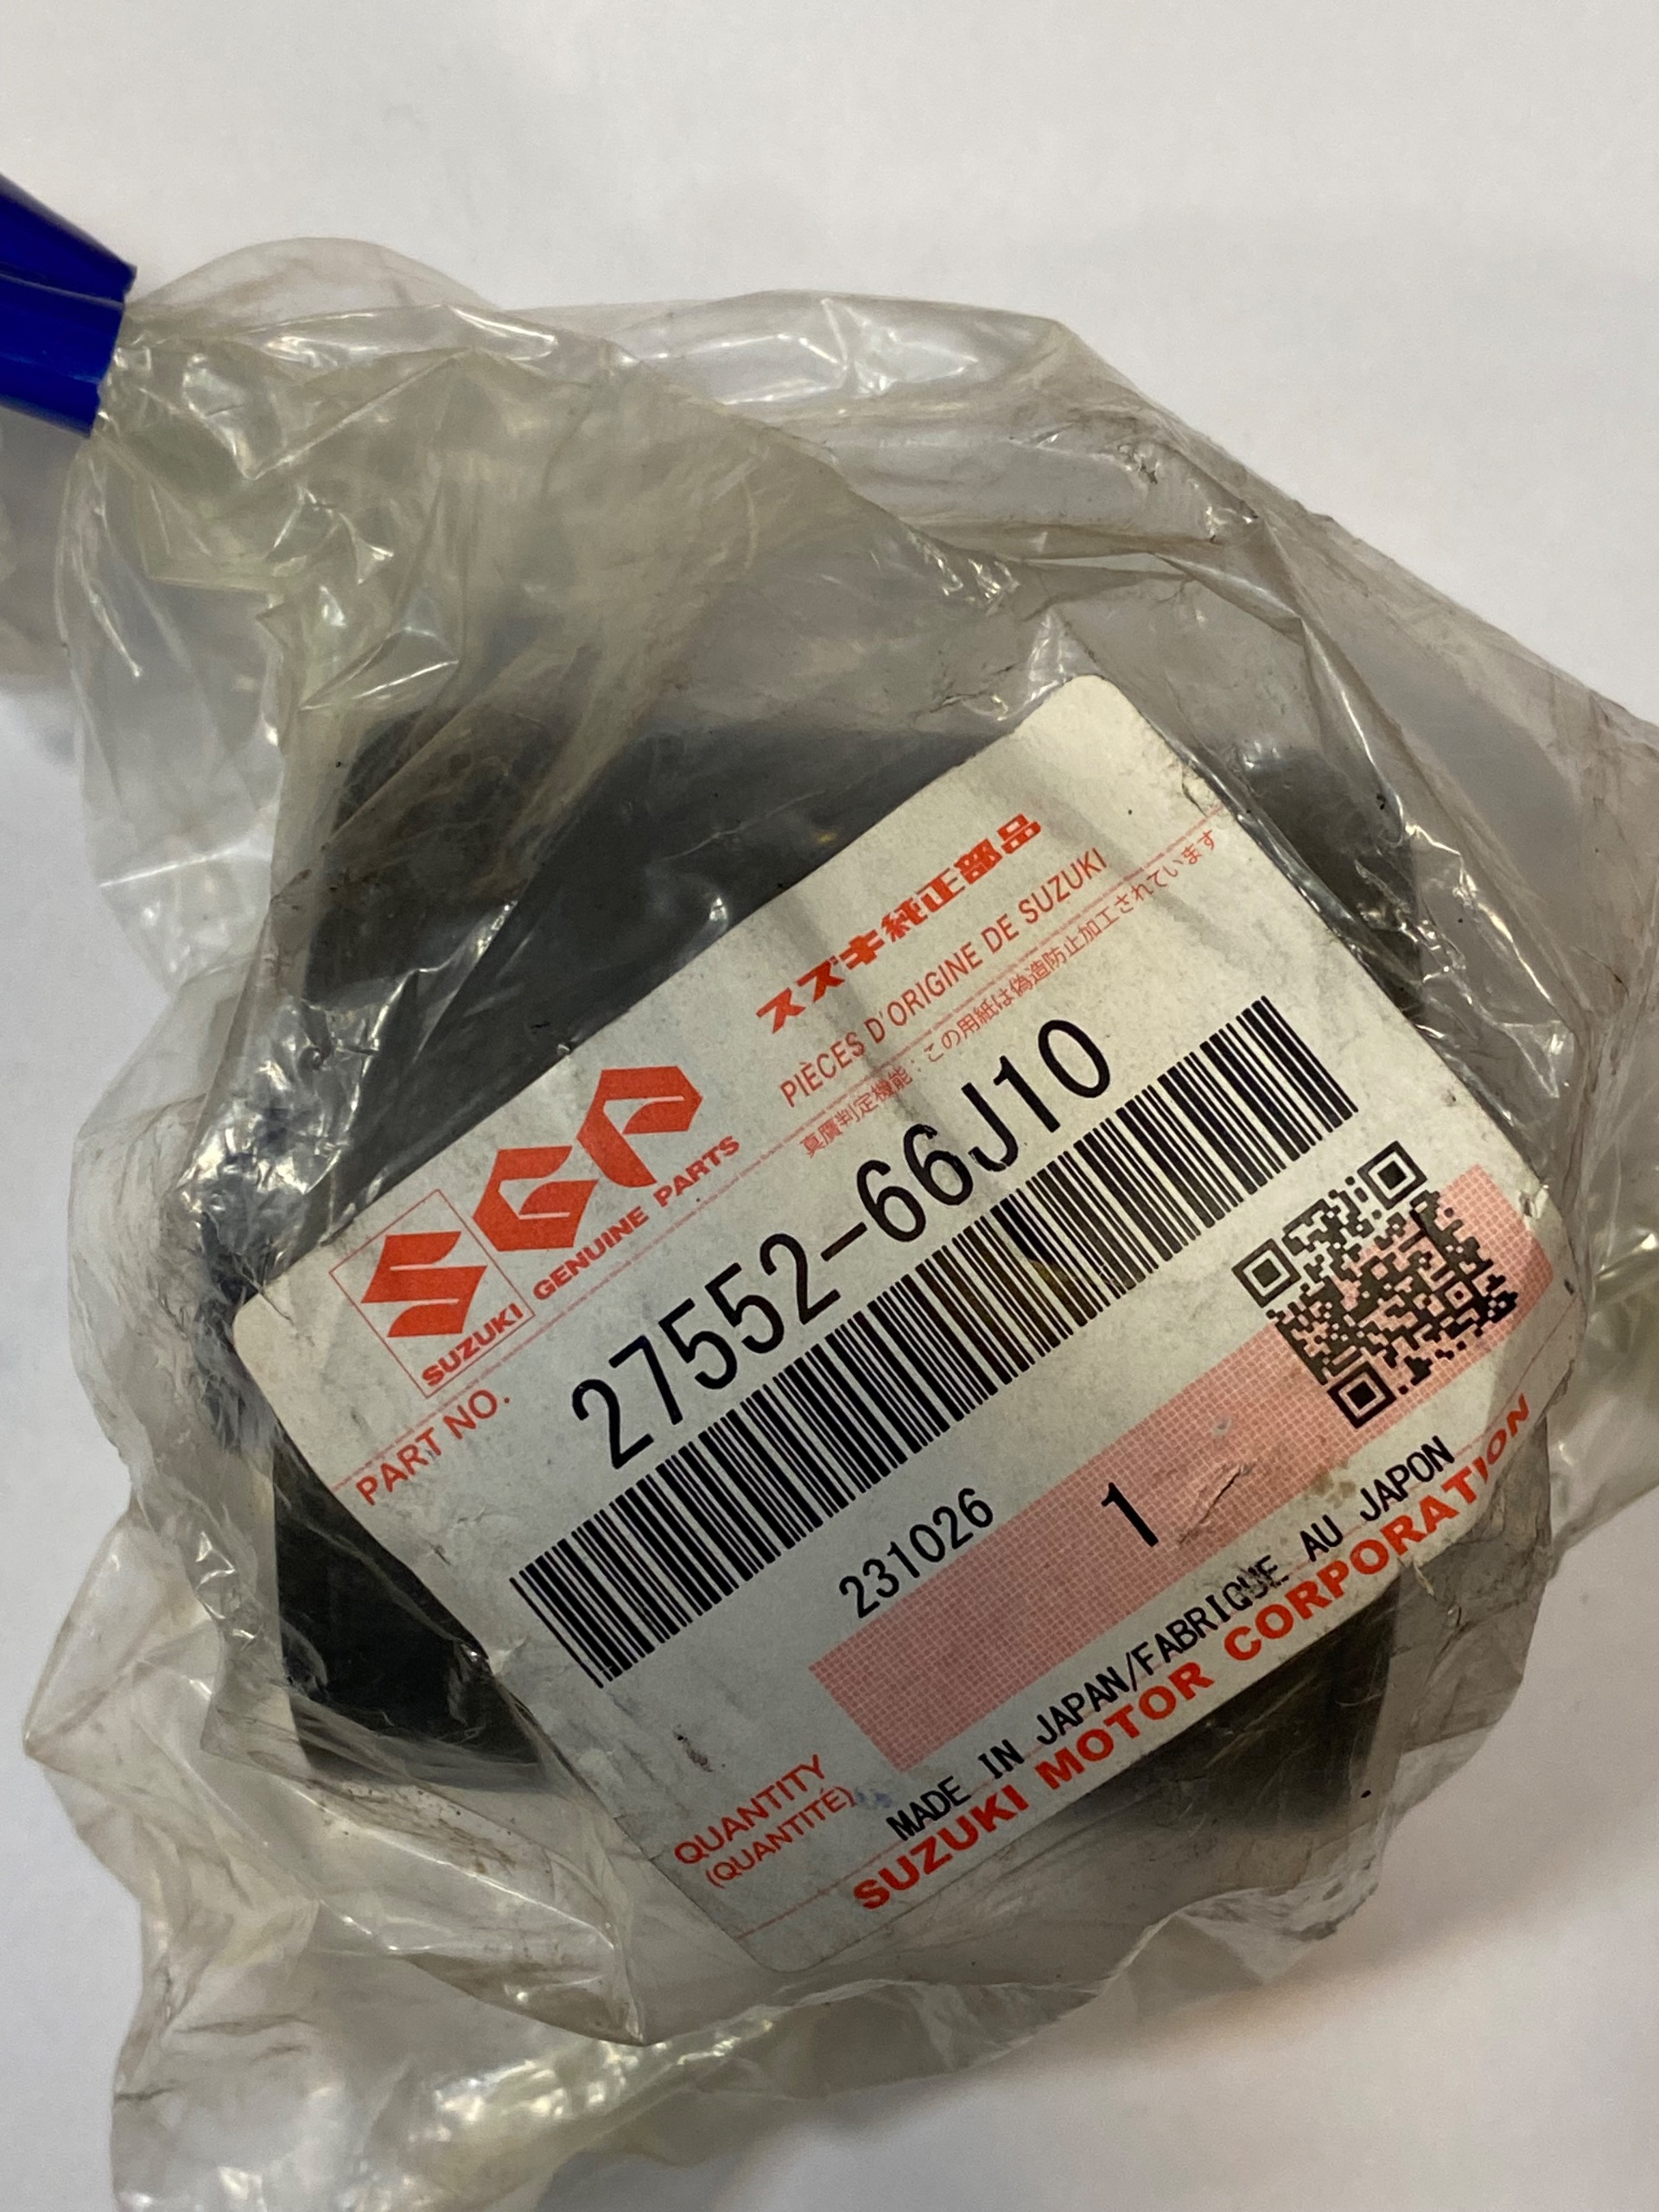 SUZUKI
SGP
GENUINE PARTS
スズキ純正部品
PIÈCES D'ORIGINE DE SUZUKI
真贋判定機能:この用紙は偽造防止加工されています
PART NO.
27552-66J10
231026
QUANTITY
(QUANTITÉ)
1
MADE IN JAPAN/FABRIQUE AU JAPON
SUZUKI MOTOR CORPORATION